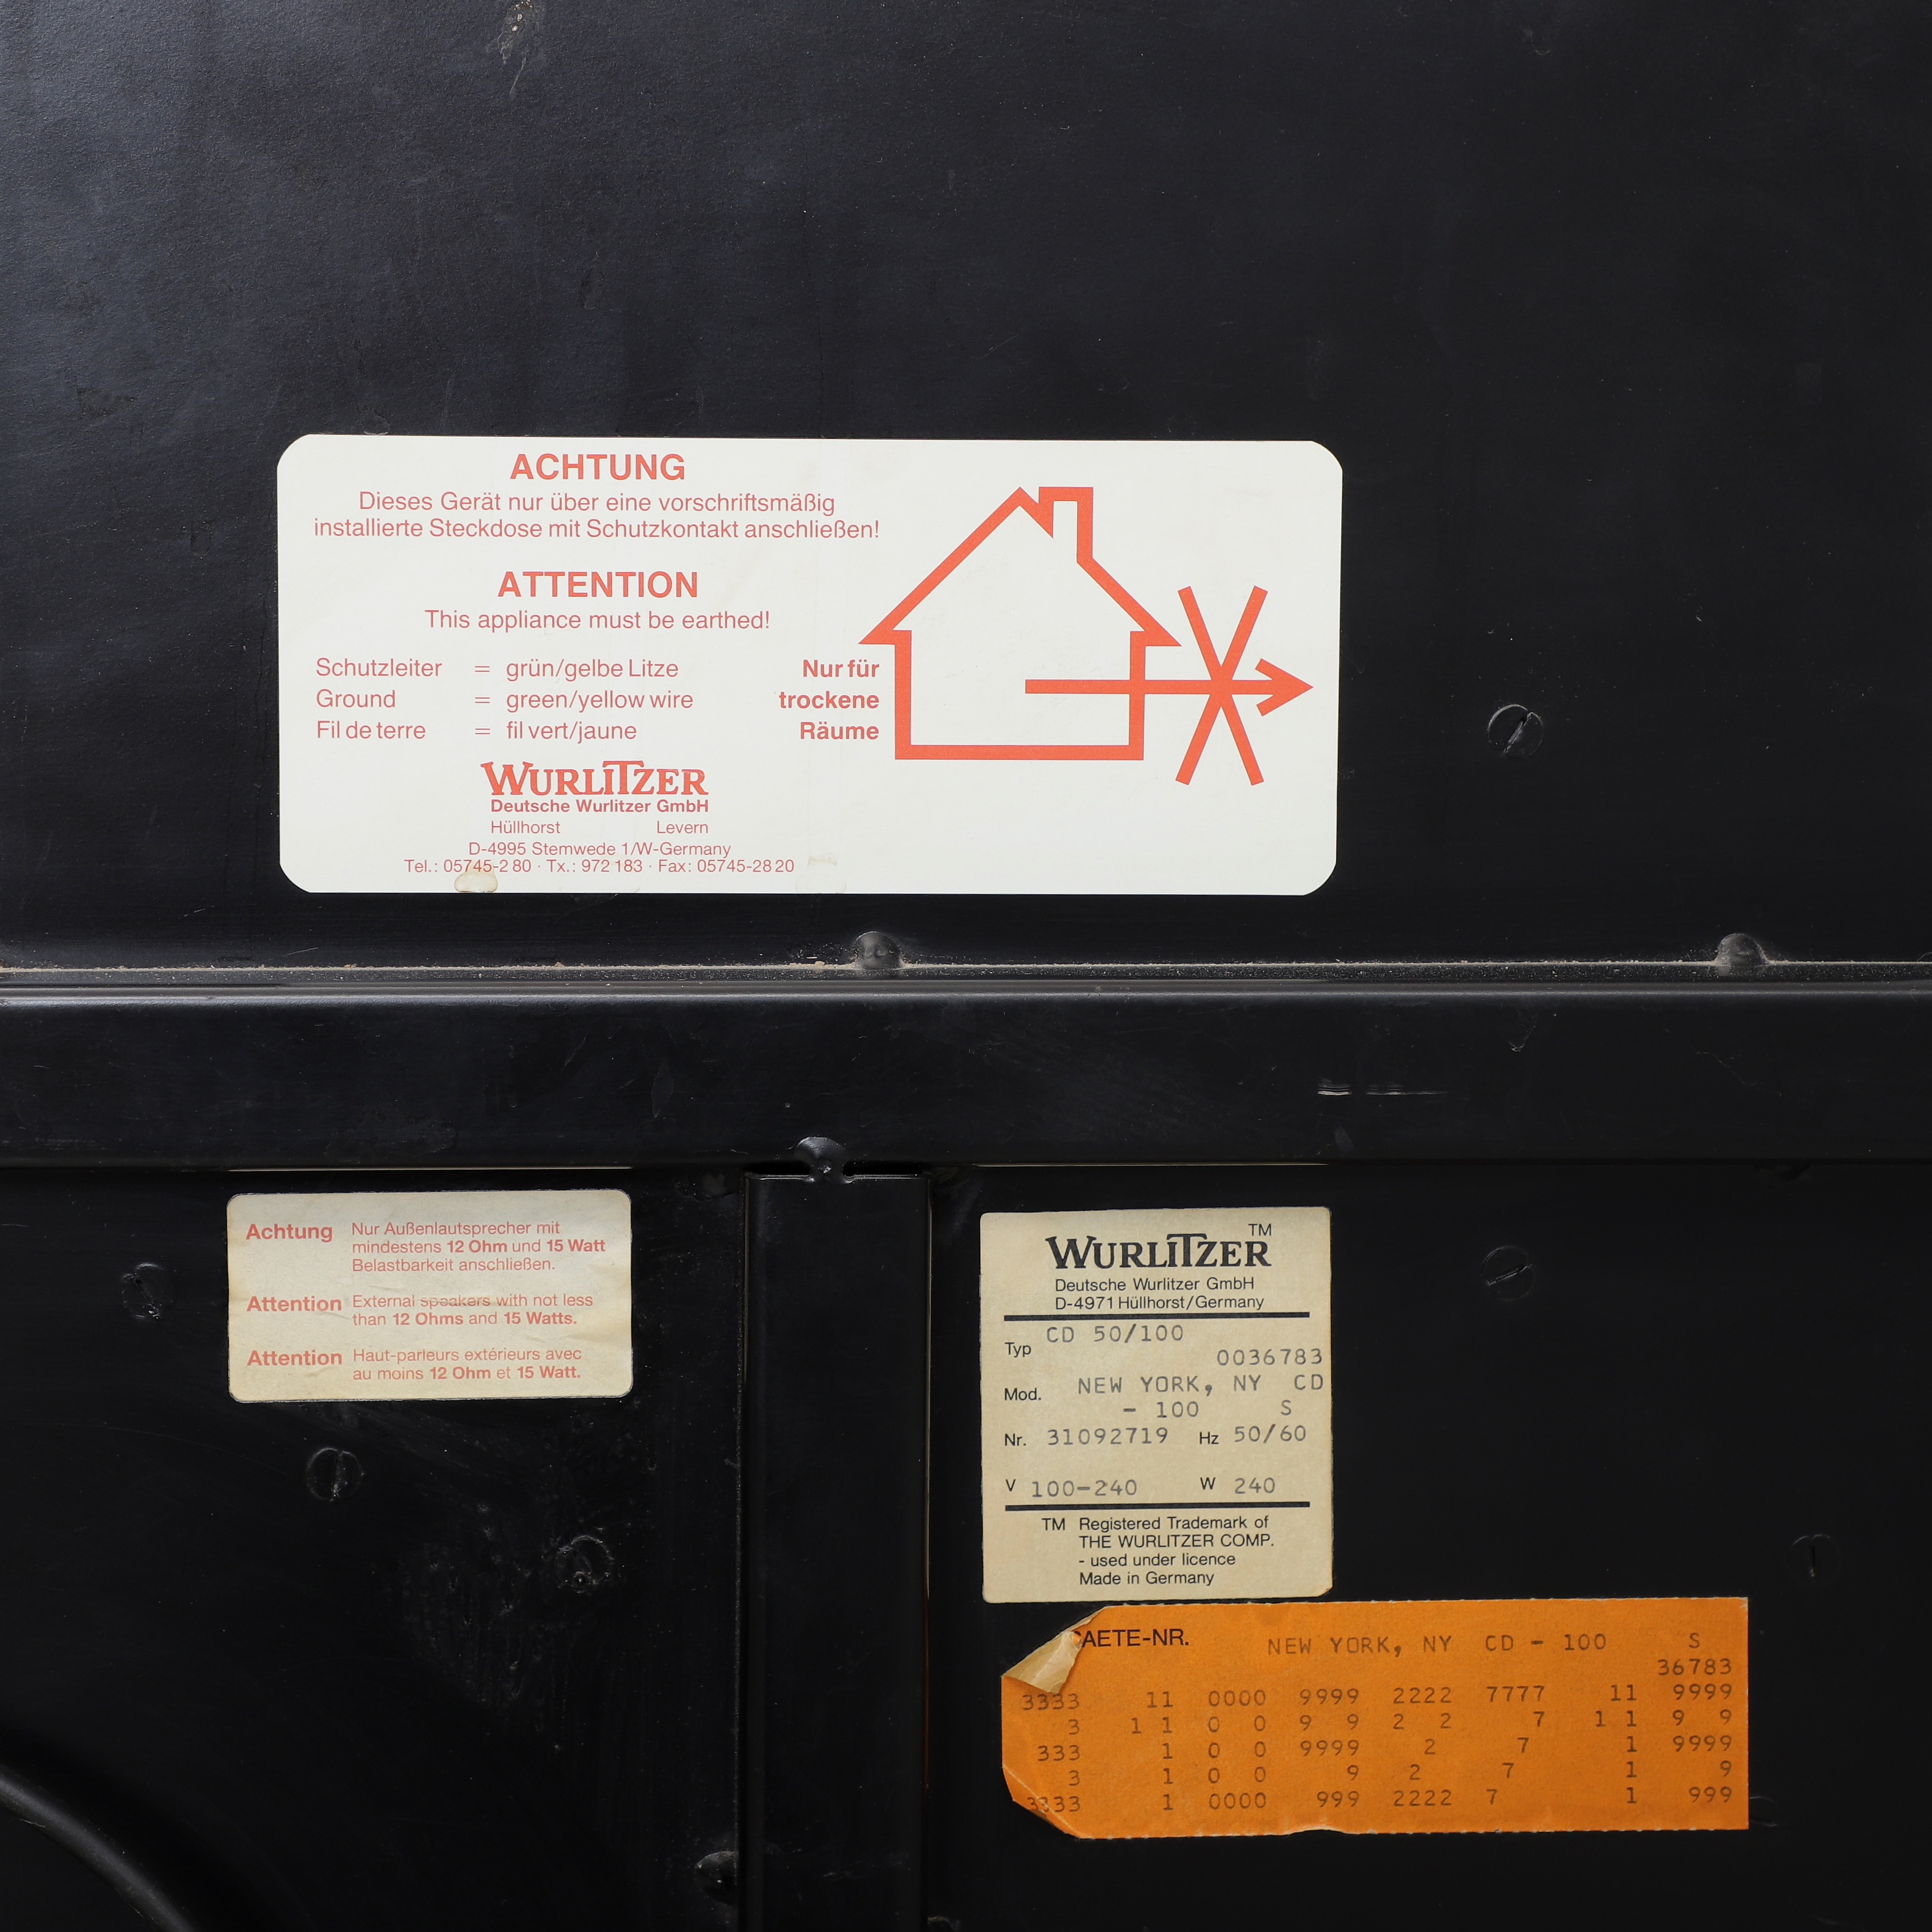 ACHTUNG
Dieses Gerät nur über eine vorschriftsmäßig
installierte Steckdose mit Schutzkontakt anschließen!
ATTENTION
This appliance must be earthed!
Schutzleiter = grün/gelbe Litze
Ground = green/yellow wire
Fil de terre = fil vert/jaune
Nur für
trockene
Räume
WURLITZER
Deutsche Wurlitzer GmbH
Hüllhorst Levern
D-4995 Stemwede 1/W-Germany
Tel.: 05745-2 80 · Tx.: 972 183 · Fax: 05745-28 20
Achtung Nur Außenlautsprecher mit
mindestens 12 Ohm und 15 Watt
Belastbarkeit anschließen.
Attention External speakers with not less
than 12 Ohms and 15 Watts.
Attention Haut-parleurs extérieurs avec
au moins 12 Ohm et 15 Watt.
WURLITZER TM
Deutsche Wurlitzer GmbH
D-4971 Hüllhorst/Germany
Typ CD 50/100
0036783
Mod. NEW YORK, NY CD
- 100 S
Nr. 31092719 Hz 50/60
V 100-240 W 240
TM Registered Trademark of
THE WURLITZER COMP.
- used under licence
Made in Germany
AETE-NR. NEW YORK, NY CD - 100 S
36783
3333 11 0000 9999 2222 7777 11 9999
3 1 1 0 0 9 9 2 2 7 1 1 9 9
333 1 0 0 9999 2 7 1 9999
3 1 0 0 9 2 7 1 9
3333 1 0000 999 2222 7 1 999